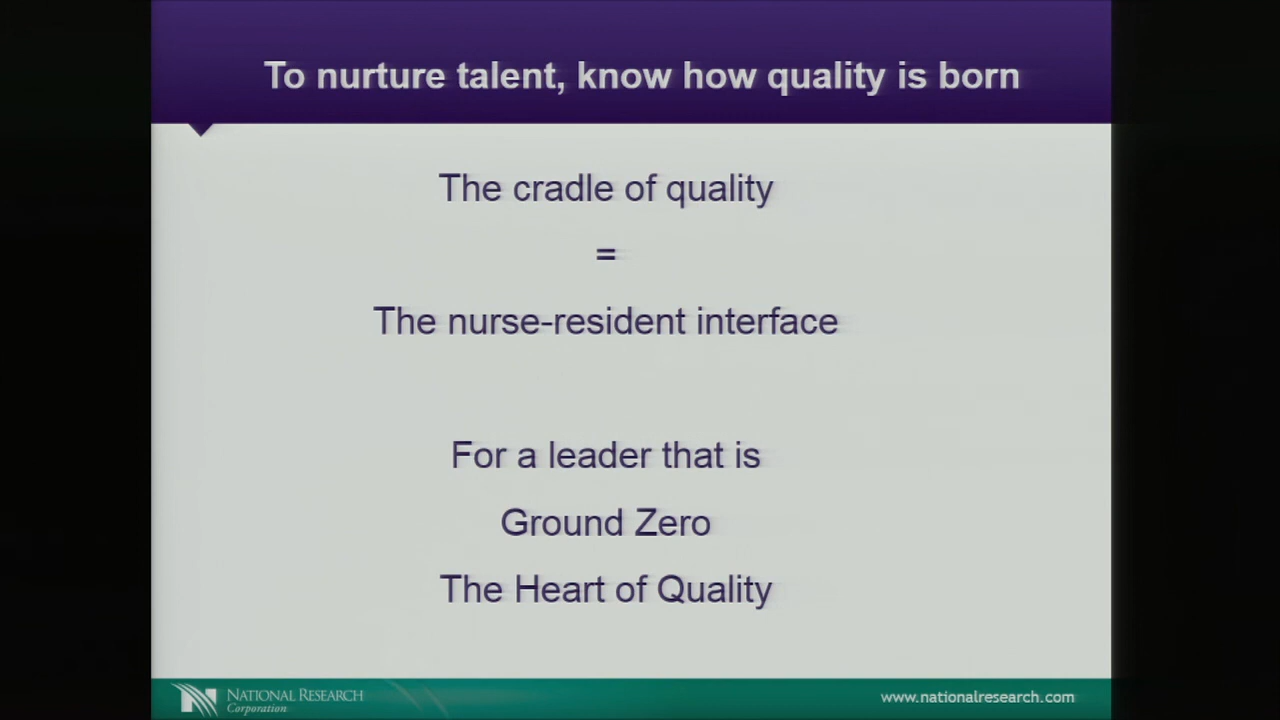 To nurture talent, know how quality is born
The cradle of quality
=
The nurse-resident interface
For a leader that is
Ground Zero
The Heart of Quality
NATIONAL RESEARCH
Corporation
www.nationalresearch.com